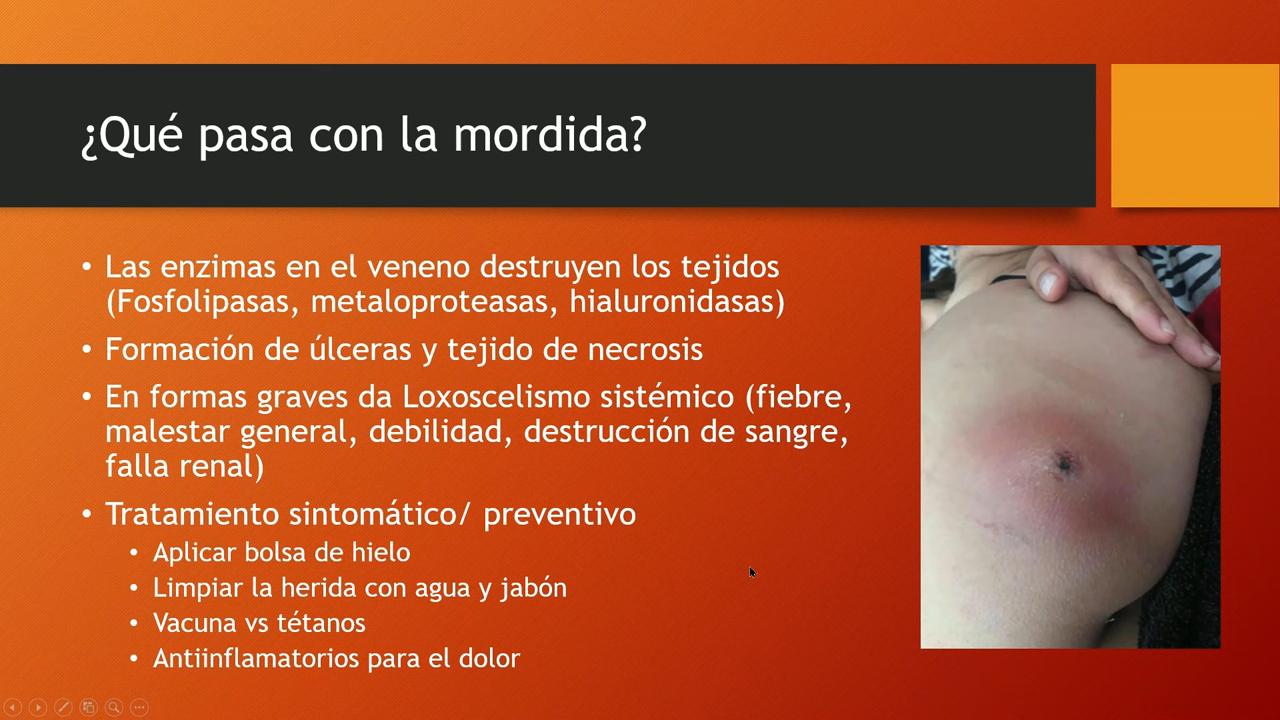 ¿Qué pasa con la mordida?
• Las enzimas en el veneno destruyen los tejidos
(Fosfolipasas, metaloproteasas, hialuronidasas)
• Formación de úlceras y tejido de necrosis
• En formas graves da Loxoscelismo sistémico (fiebre,
malestar general, debilidad, destrucción de sangre,
falla renal)
• Tratamiento sintomático/ preventivo
• Aplicar bolsa de hielo
• Limpiar la herida con agua y jabón
• Vacuna vs tétanos
• Antiinflamatorios para el dolor